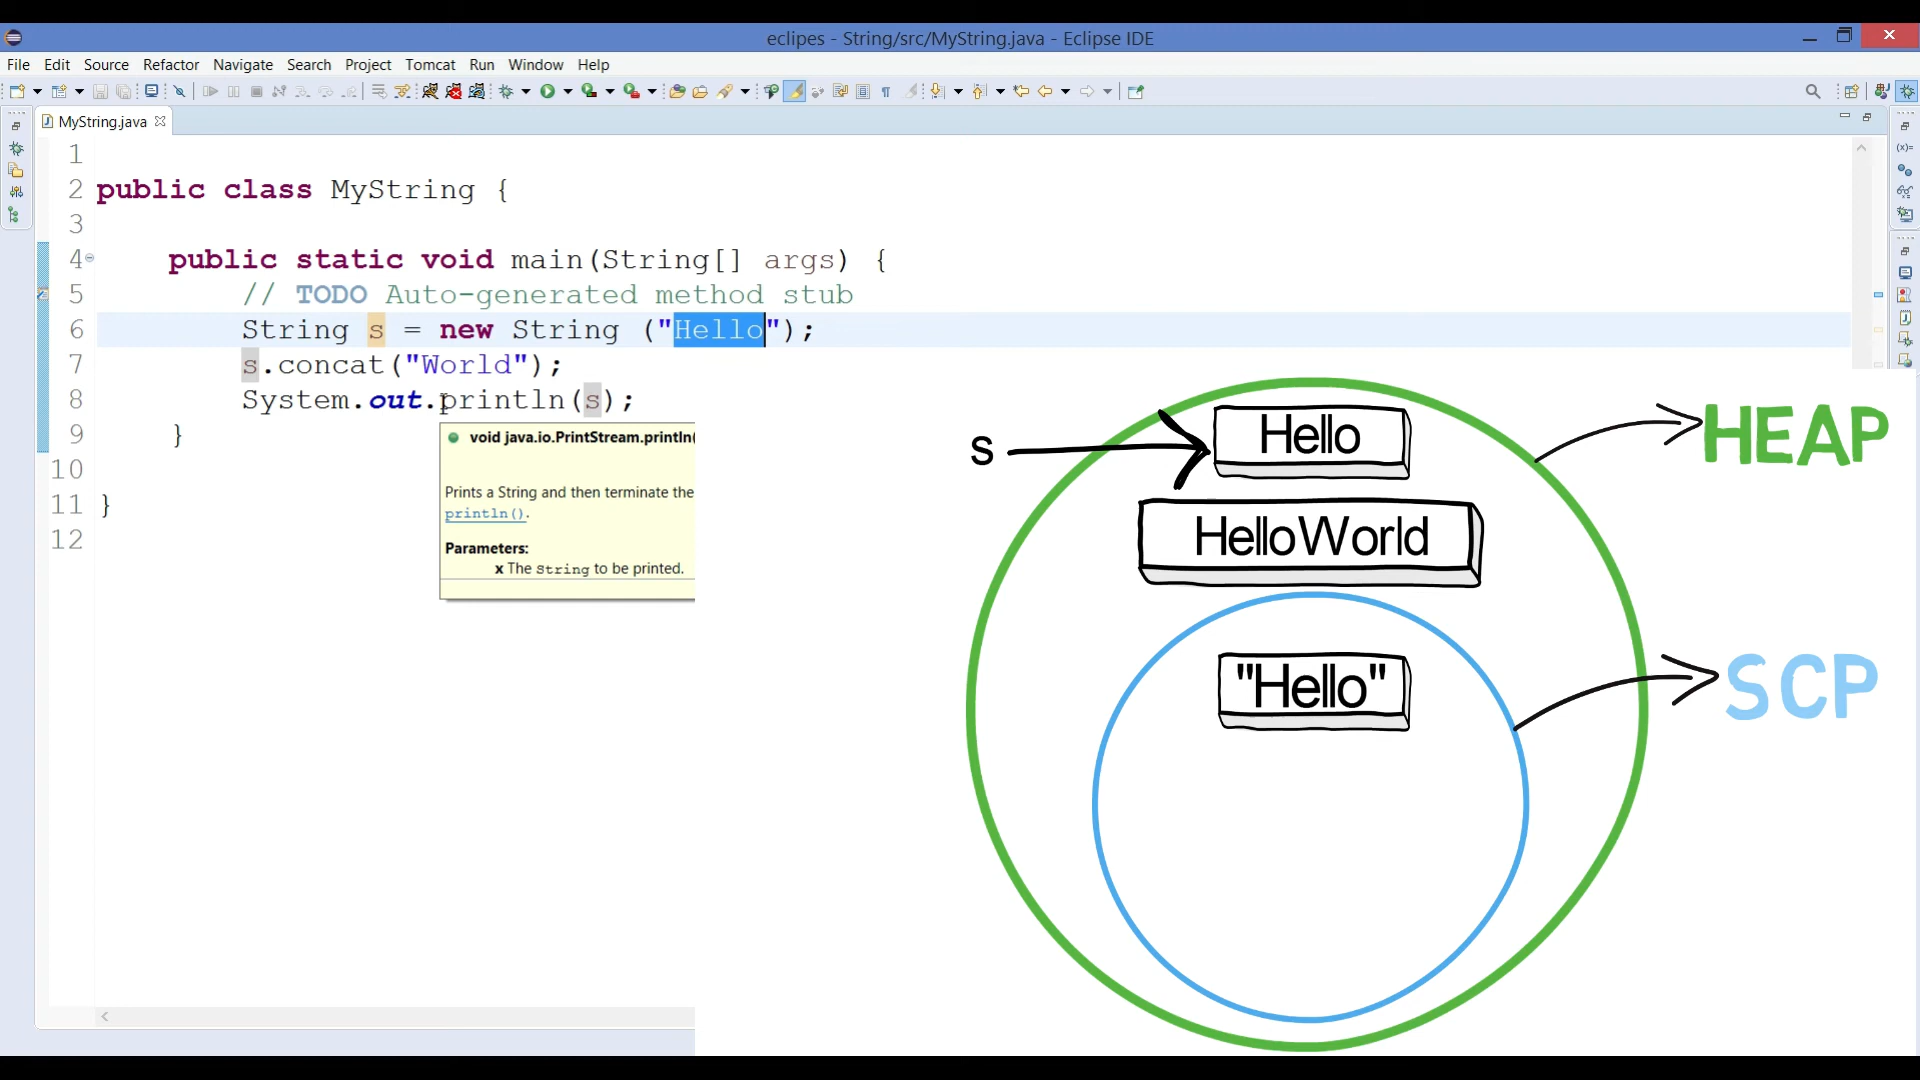 eclipes - String/src/MyString.java - Eclipse IDE
File Edit Source Refactor Navigate Search Project Tomcat Run Window Help
MyString.java
1
2 public class MyString {
3
4 public static void main(String[] args) {
5 // TODO Auto-generated method stub
6 String s = new String ("Hello");
7 s.concat("World");
8 System.out.println(s);
9 }
10
11 }
12
void java.io.PrintStream.println(
Prints a String and then terminate the
println().
Parameters:
x The String to be printed.
s
Hello
HEAP
HelloWorld
"Hello"
SCP